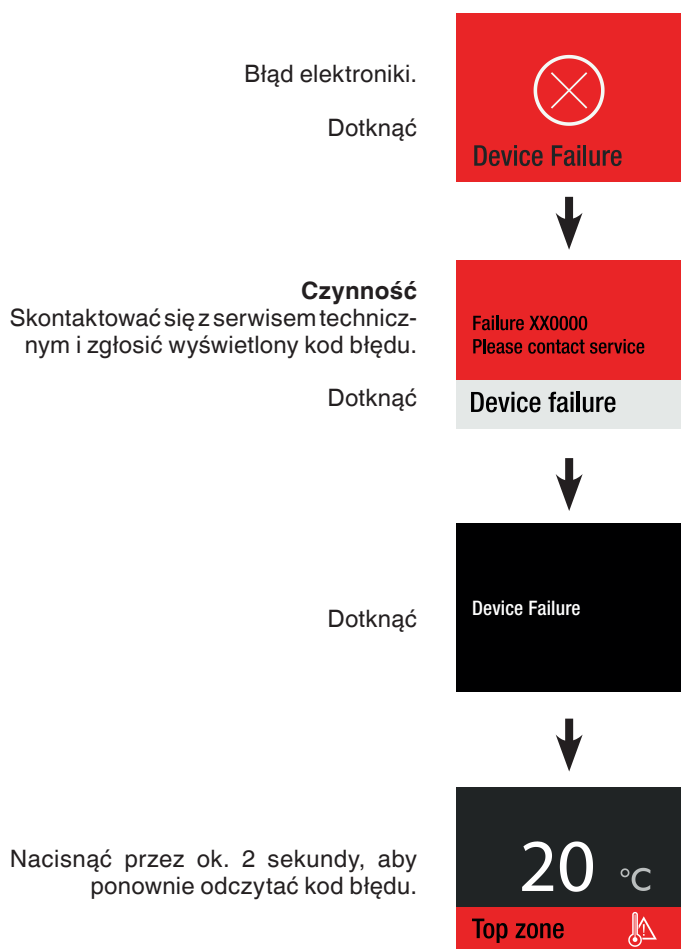 Błąd elektroniki.
Dotknąć
Device Failure
Czynność
Skontaktować się z serwisem technicz-
nym i zgłosić wyświetlony kod błędu.
Dotknąć
Failure XX0000
Please contact service
Device failure
Dotknąć
Device Failure
Nacisnąć przez ok. 2 sekundy, aby
ponownie odczytać kod błędu.
20 °C
Top zone